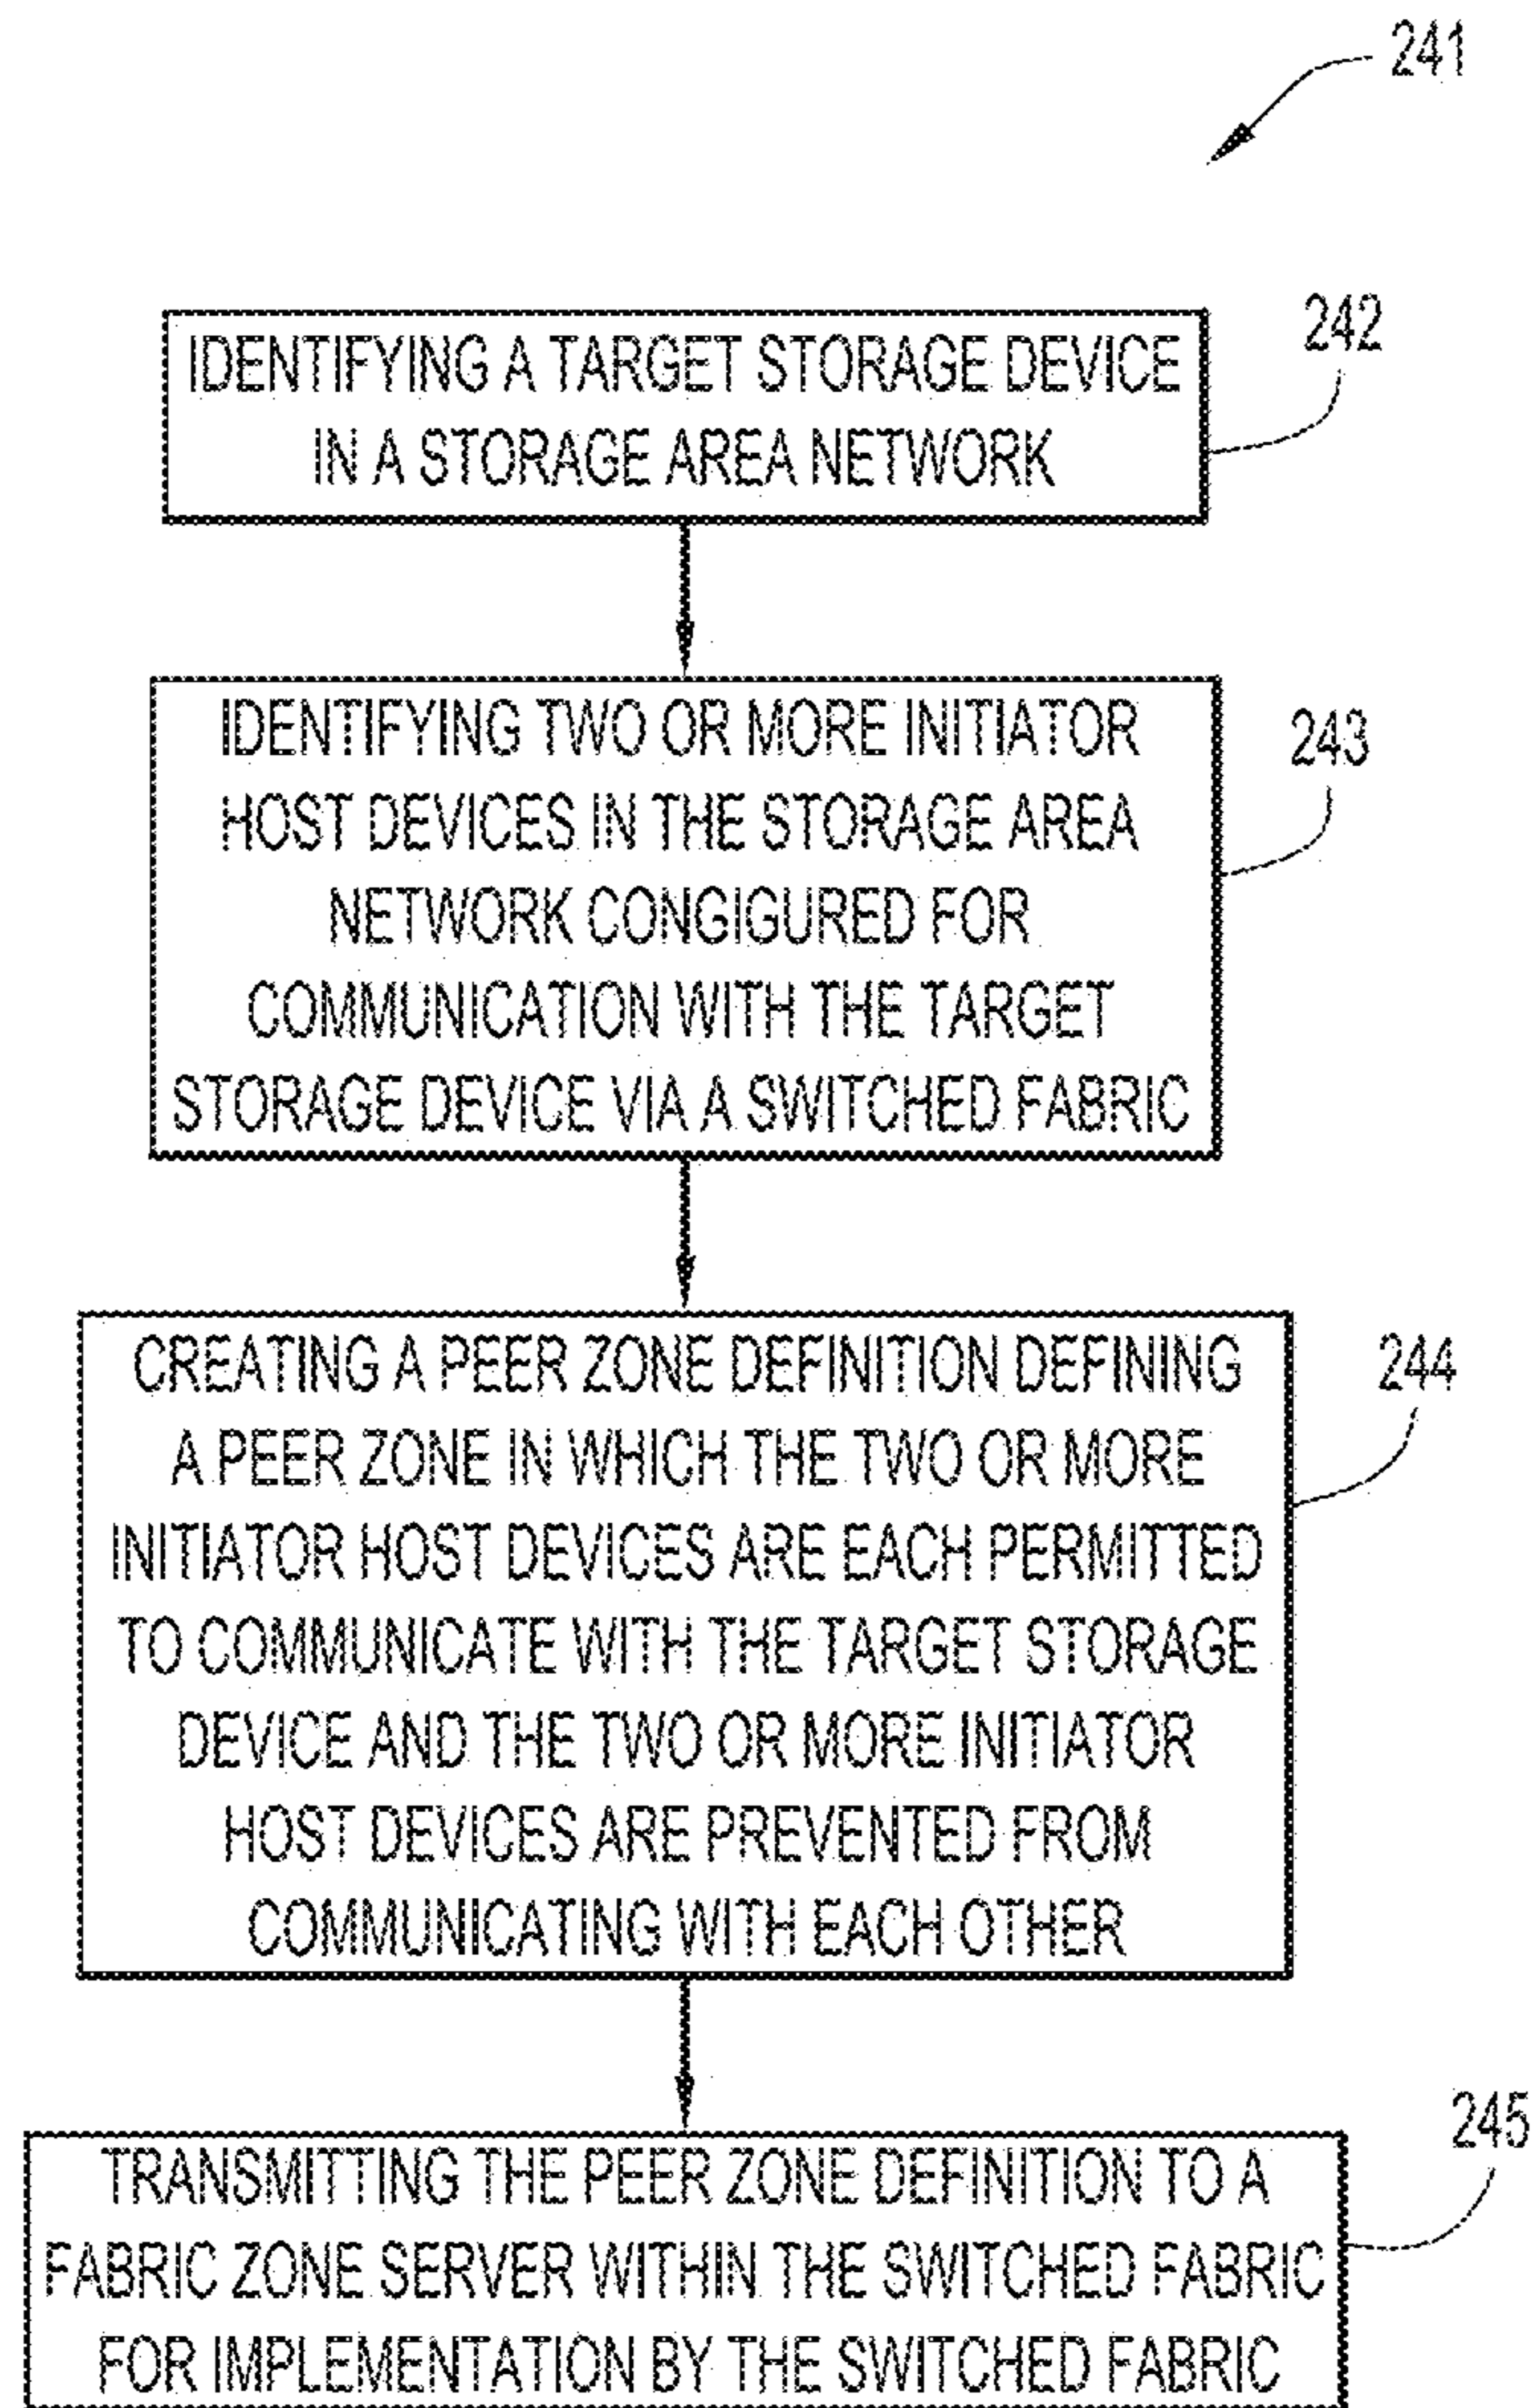 241
IDENTIFYING A TARGET STORAGE DEVICE
IN A STORAGE AREA NETWORK
242
IDENTIFYING TWO OR MORE INITIATOR
HOST DEVICES IN THE STORAGE AREA
NETWORK CONGIGURED FOR
COMMUNICATION WITH THE TARGET
STORAGE DEVICE VIA A SWITCHED FABRIC
243
CREATING A PEER ZONE DEFINITION DEFINING
A PEER ZONE IN WHICH THE TWO OR MORE
INITIATOR HOST DEVICES ARE EACH PERMITTED
TO COMMUNICATE WITH THE TARGET STORAGE
DEVICE AND THE TWO OR MORE INITIATOR
HOST DEVICES ARE PREVENTED FROM
COMMUNICATING WITH EACH OTHER
244
TRANSMITTING THE PEER ZONE DEFINITION TO A
FABRIC ZONE SERVER WITHIN THE SWITCHED FABRIC
FOR IMPLEMENTATION BY THE SWITCHED FABRIC
245